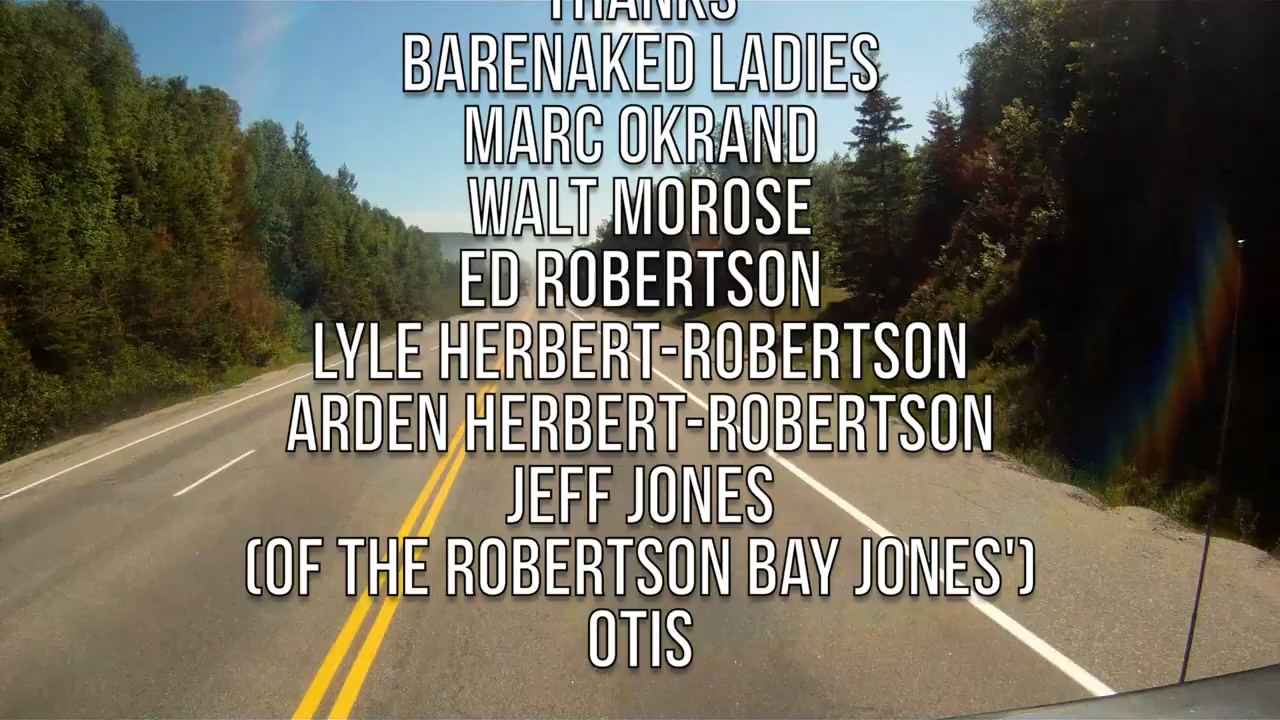 THANKS
BARENAKED LADIES
MARC OKRAND
WALT MOROSE
ED ROBERTSON
LYLE HERBERT-ROBERTSON
ARDEN HERBERT-ROBERTSON
JEFF JONES
(OF THE ROBERTSON BAY JONES')
OTIS